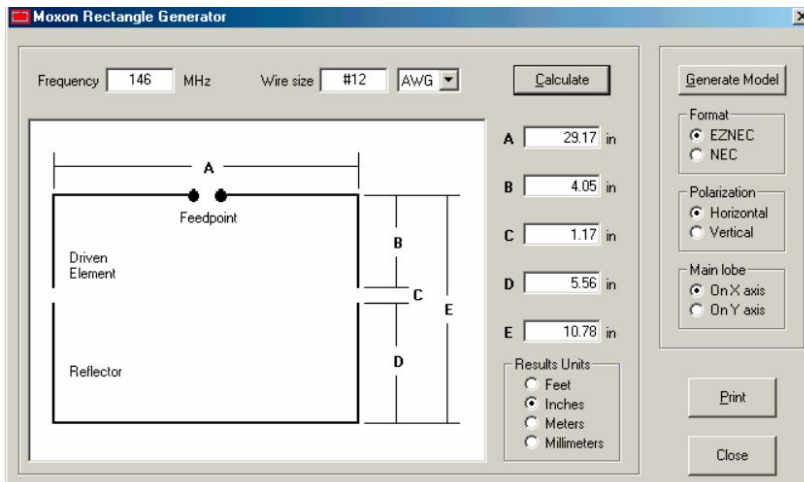 Moxon Rectangle Generator
Frequency 146 MHz Wire size #12 AWG Calculate
A
Feedpoint
Driven
Element
B
C
E
Reflector
D
A 29.17 in
B 4.05 in
C 1.17 in
D 5.56 in
E 10.78 in
Results Units
Feet
Inches
Meters
Millimeters
Generate Model
Format
EZNEC
NEC
Polarization
Horizontal
Vertical
Main lobe
On X axis
On Y axis
Print
Close